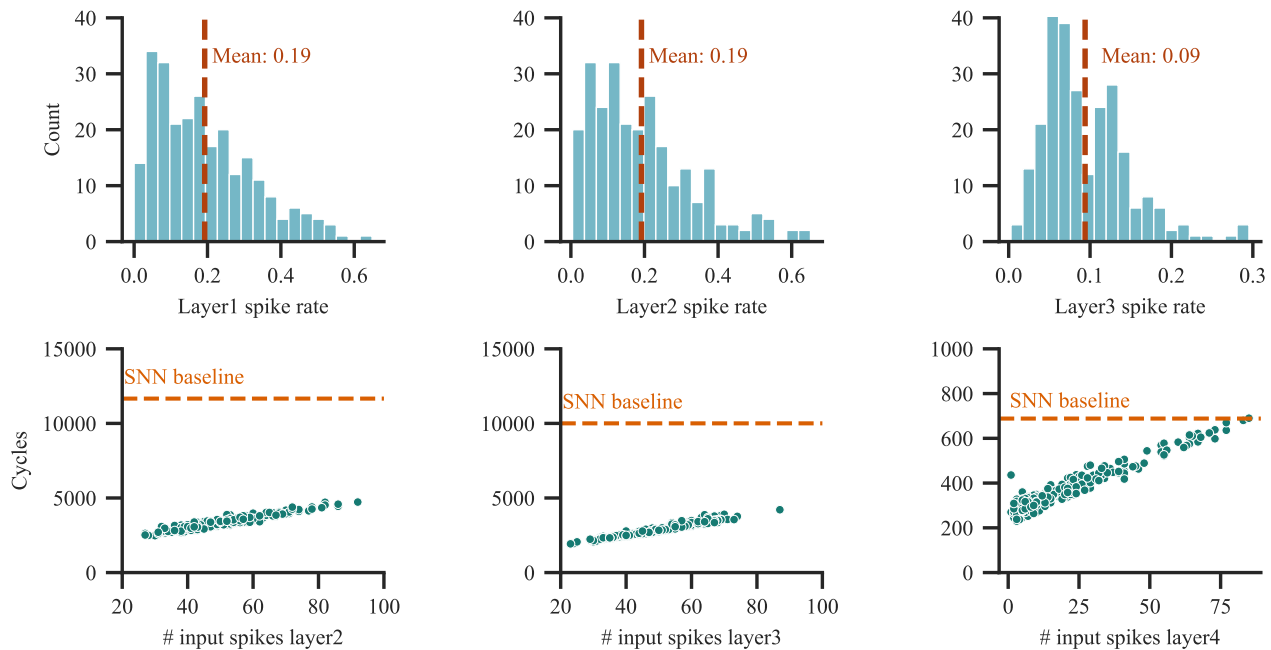 40
30
20
10
0
Count
Mean: 0.19
0.0 0.2 0.4 0.6
Layer1 spike rate
40
30
20
10
0
Mean: 0.19
0.0 0.2 0.4 0.6
Layer2 spike rate
40
30
20
10
0
Mean: 0.09
0.0 0.1 0.2 0.3
Layer3 spike rate
15000
10000
5000
0
Cycles
SNN baseline
20 40 60 80 100
# input spikes layer2
15000
10000
5000
0
SNN baseline
20 40 60 80 100
# input spikes layer3
1000
800
600
400
200
0
SNN baseline
0 25 50 75
# input spikes layer4